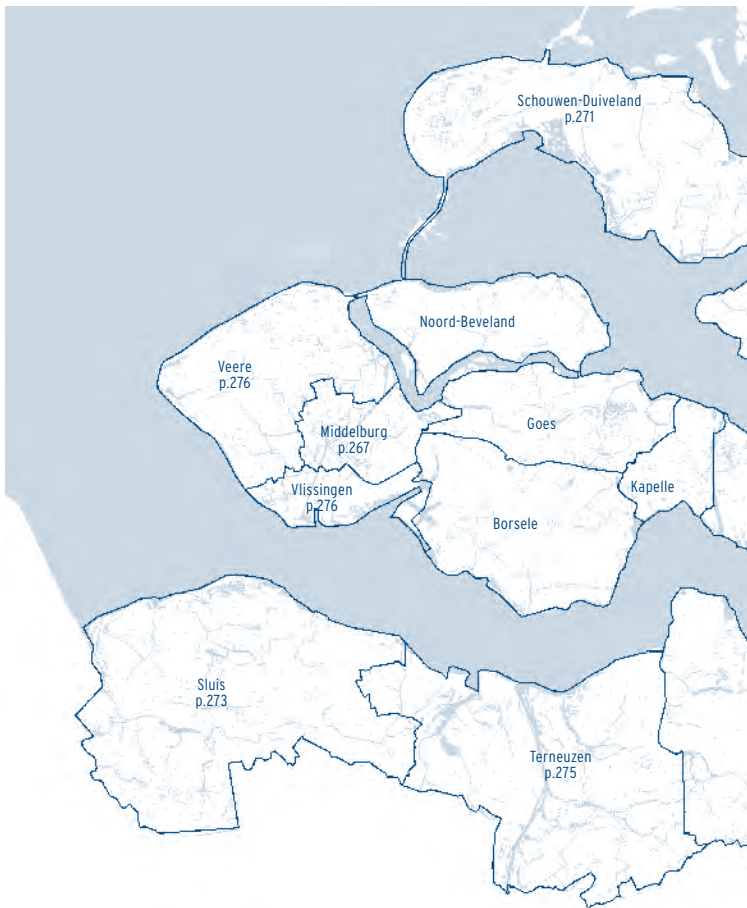 Schouwen-Duiveland
p.271
Noord-Beveland
Veere
p.276
Goes
Middelburg
p.267
Kapelle
Vlissingen
p.276
Borsele
Sluis
p.273
Terneuzen
p.275